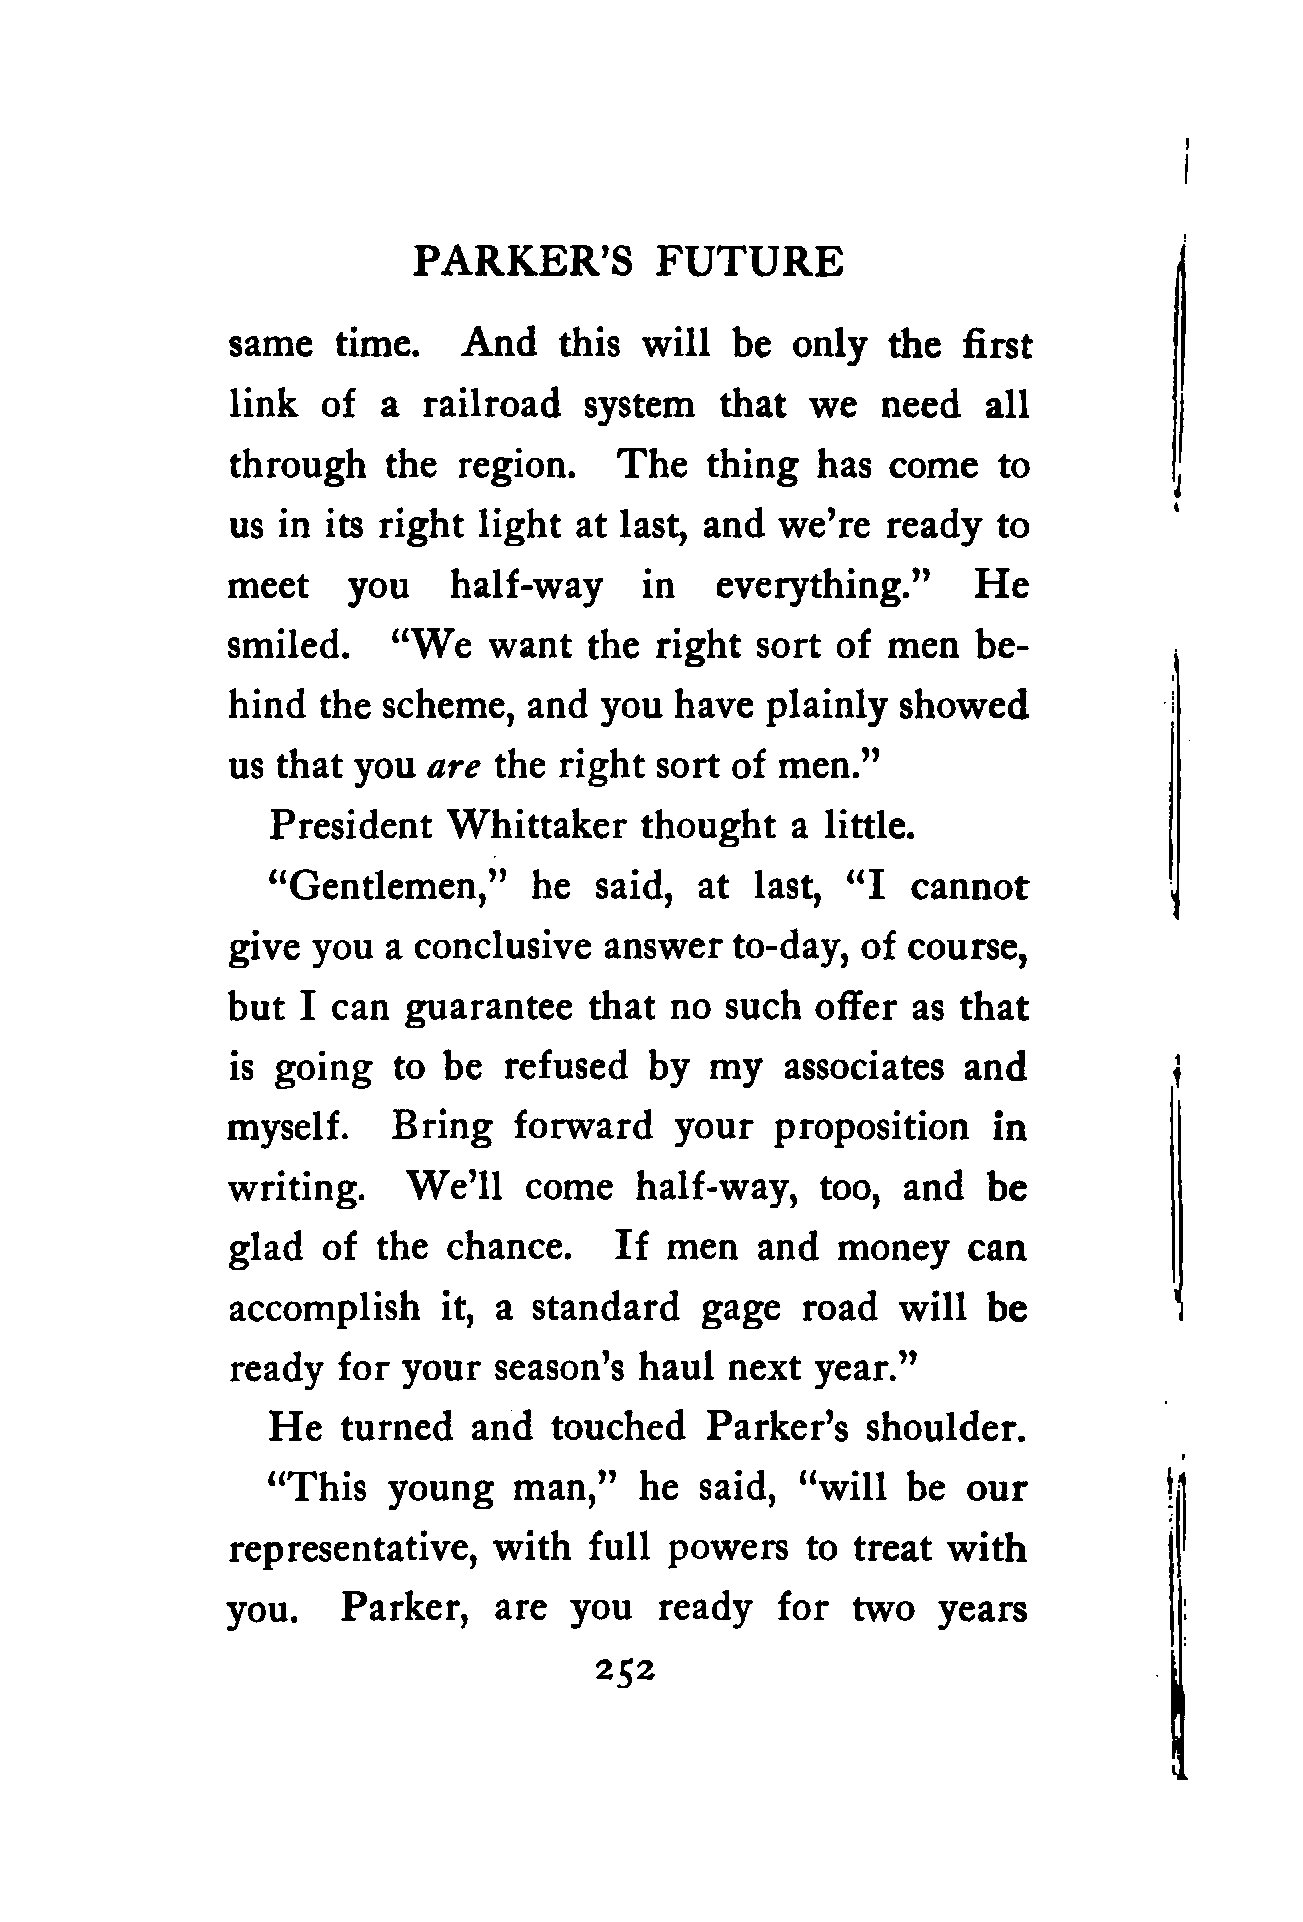 PARKER'S FUTURE
same time. And this will be only the first
link of a railroad system that we need all
through the region. The thing has come to
us in its right light at last, and we're ready to
meet you half-way in everything.” He
smiled. “We want the right sort of men be-
hind the scheme, and you have plainly showed
us that you are the right sort of men.”
President Whittaker thought a little.
“Gentlemen,” he said, at last, “I cannot
give you a conclusive answer to-day, of course,
but I can guarantee that no such offer as that
is going to be refused by my associates and
myself. Bring forward your proposition in
writing. We'll come half-way, too, and be
glad of the chance. If men and money can
accomplish it, a standard gage road will be
ready for your season's haul next year.”
He turned and touched Parker's shoulder.
“This young man,” he said, “will be our
representative, with full powers to treat with
you. Parker, are you ready for two years
252